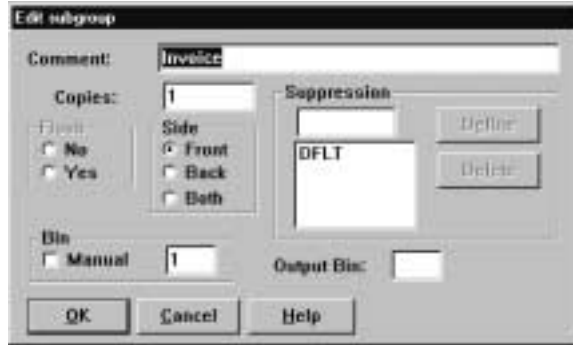 Edit subgroup
Comment: Invoice
Copies: 1
Suppression
Flash
No
Yes
Side
Front
Back
Both
DFLT
Define
Delete
Bin
Manual 1
Output Bin:
OK Cancel Help